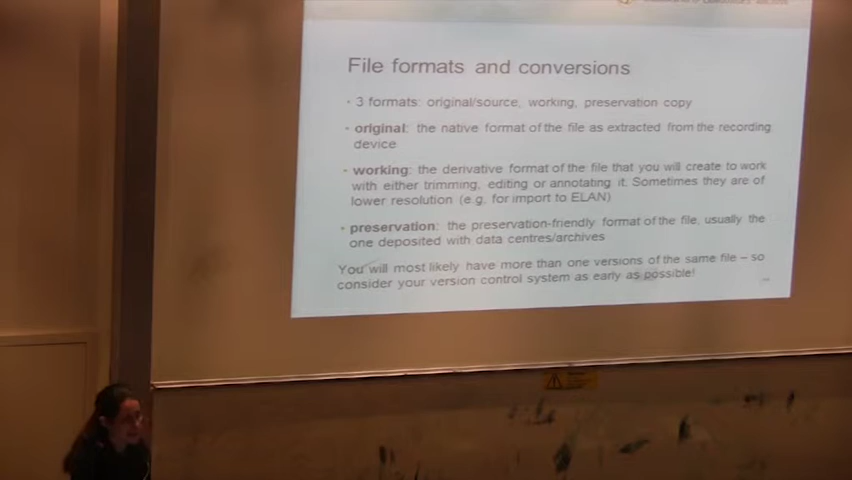 File formats and conversions
• 3 formats: original/source, working, preservation copy
• original: the native format of the file as extracted from the recording
device
• working: the derivative format of the file that you will create to work
with either trimming, editing or annotating it. Sometimes they are of
lower resolution (e.g. for import to ELAN)
• preservation: the preservation-friendly format of the file, usually the
one deposited with data centres/archives
You will most likely have more than one versions of the same file – so
consider your version control system as early as possible!